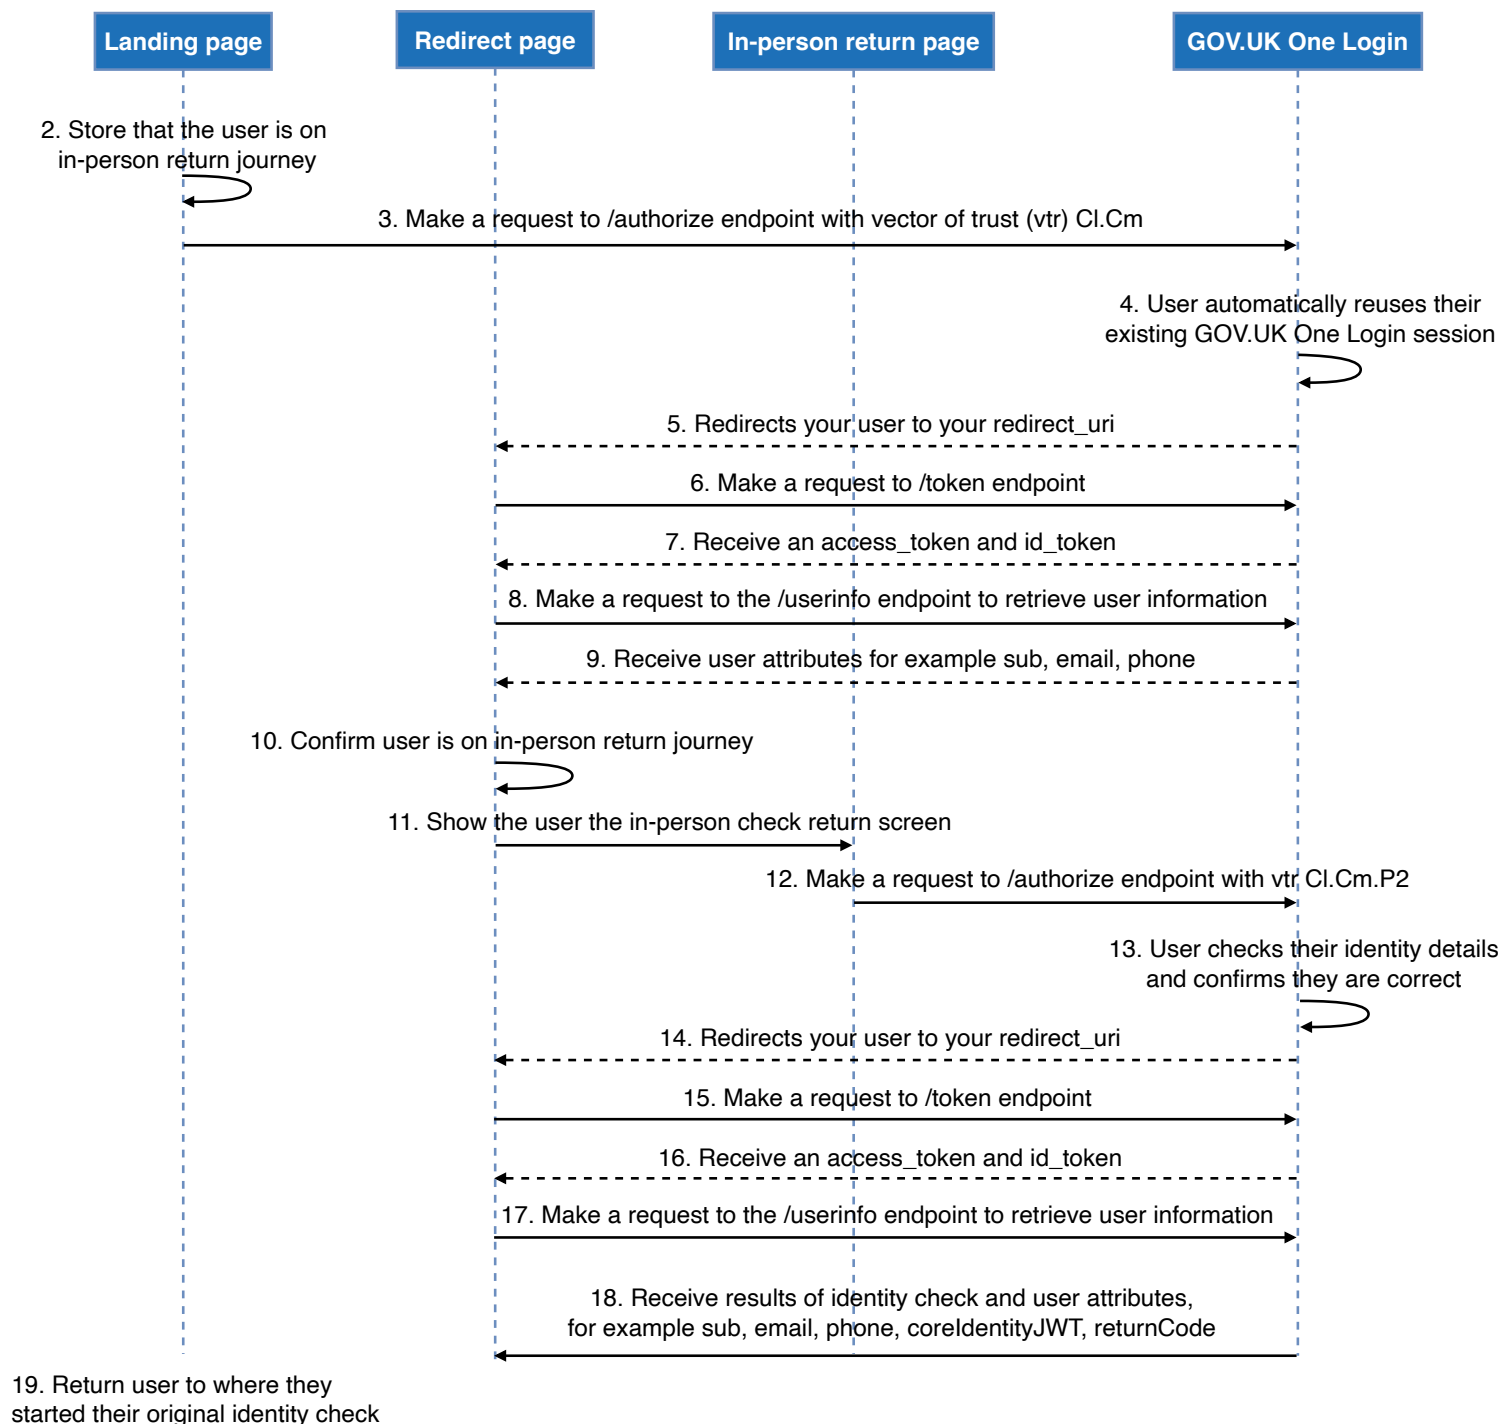 Landing page
Redirect page
In-person return page
GOV.UK One Login
2. Store that the user is on
in-person return journey
3. Make a request to /authorize endpoint with vector of trust (vtr) Cl.Cm
4. User automatically reuses their
existing GOV.UK One Login session
5. Redirects your user to your redirect_uri
6. Make a request to /token endpoint
7. Receive an access_token and id_token
8. Make a request to the /userinfo endpoint to retrieve user information
9. Receive user attributes for example sub, email, phone
10. Confirm user is on in-person return journey
11. Show the user the in-person check return screen
12. Make a request to /authorize endpoint with vtr Cl.Cm.P2
13. User checks their identity details
and confirms they are correct
14. Redirects your user to your redirect_uri
15. Make a request to /token endpoint
16. Receive an access_token and id_token
17. Make a request to the /userinfo endpoint to retrieve user information
18. Receive results of identity check and user attributes,
for example sub, email, phone, coreIdentityJWT, returnCode
19. Return user to where they
started their original identity check